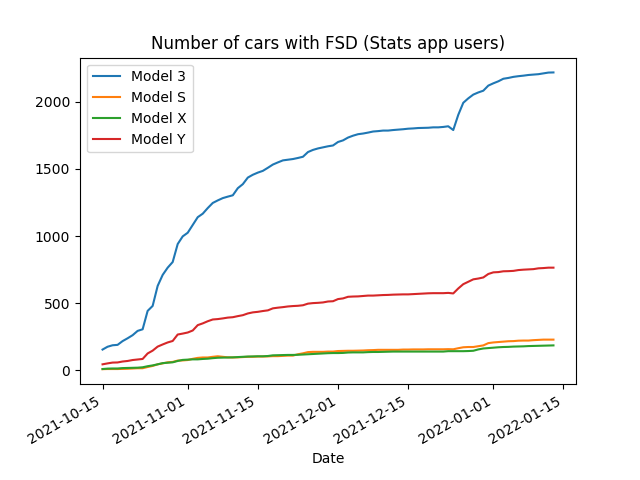 Number of cars with FSD (Stats app users)
Model 3
Model S
Model X
Model Y
2000
1500
1000
500
0
2021-10-15
2021-11-01
2021-11-15
2021-12-01
2021-12-15
2022-01-01
2022-01-15
Date